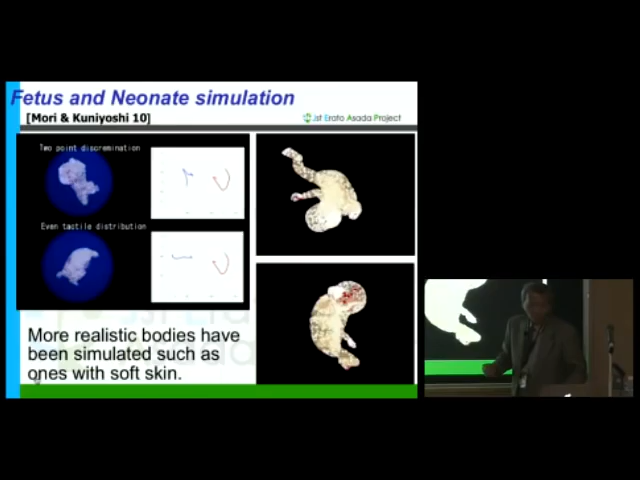 Fetus and Neonate simulation
[Mori & Kuniyoshi 10]
Jst Erato Asada Project
Two point discremination
Even tactile distribution
More realistic bodies have
been simulated such as
ones with soft skin.